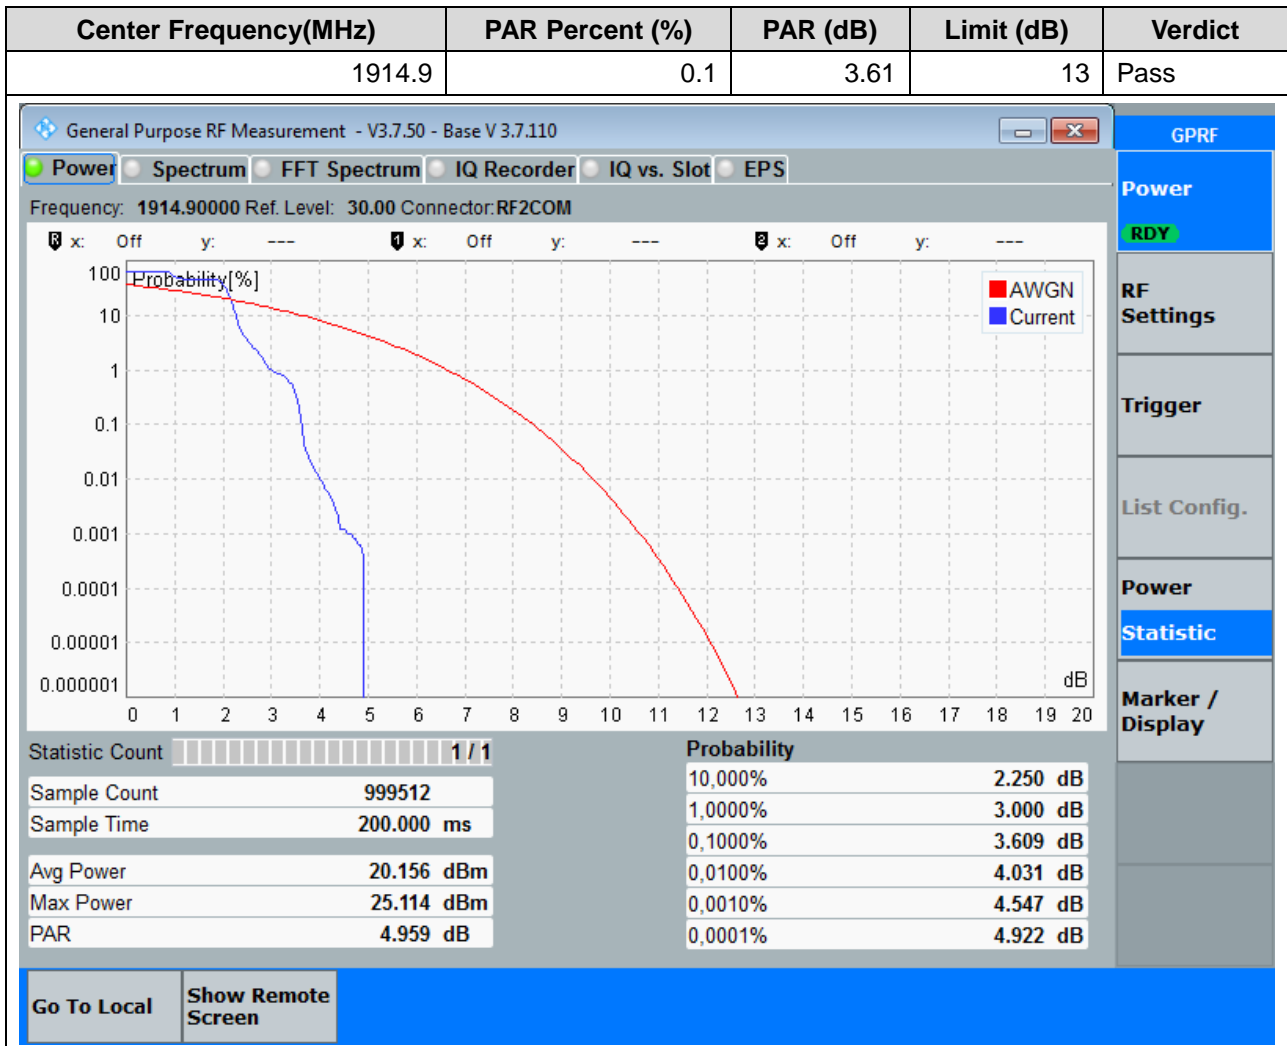 Center Frequency(MHz) PAR Percent (%) PAR (dB) Limit (dB) Verdict
1914.9 0.1 3.61 13 Pass
General Purpose RF Measurement - V3.7.50 - Base V 3.7.110
Power Spectrum FFT Spectrum IQ Recorder IQ vs. Slot EPS
Frequency: 1914.90000 Ref. Level: 30.00 Connector: RF2COM
R x: Off y: --- 1 x: Off y: --- 2 x: Off y: ---
Probability[%]
AWGN
Current
100
10
1
0.1
0.01
0.001
0.0001
0.00001
0.000001
dB
0 1 2 3 4 5 6 7 8 9 10 11 12 13 14 15 16 17 18 19 20
Statistic Count 1 / 1
Sample Count 999512
Sample Time 200.000 ms
Avg Power 20.156 dBm
Max Power 25.114 dBm
PAR 4.959 dB
Probability
10,000% 2.250 dB
1,0000% 3.000 dB
0,1000% 3.609 dB
0,0100% 4.031 dB
0,0010% 4.547 dB
0,0001% 4.922 dB
GPRF
Power
RDY
RF
Settings
Trigger
List Config.
Power
Statistic
Marker /
Display
Go To Local
Show Remote
Screen